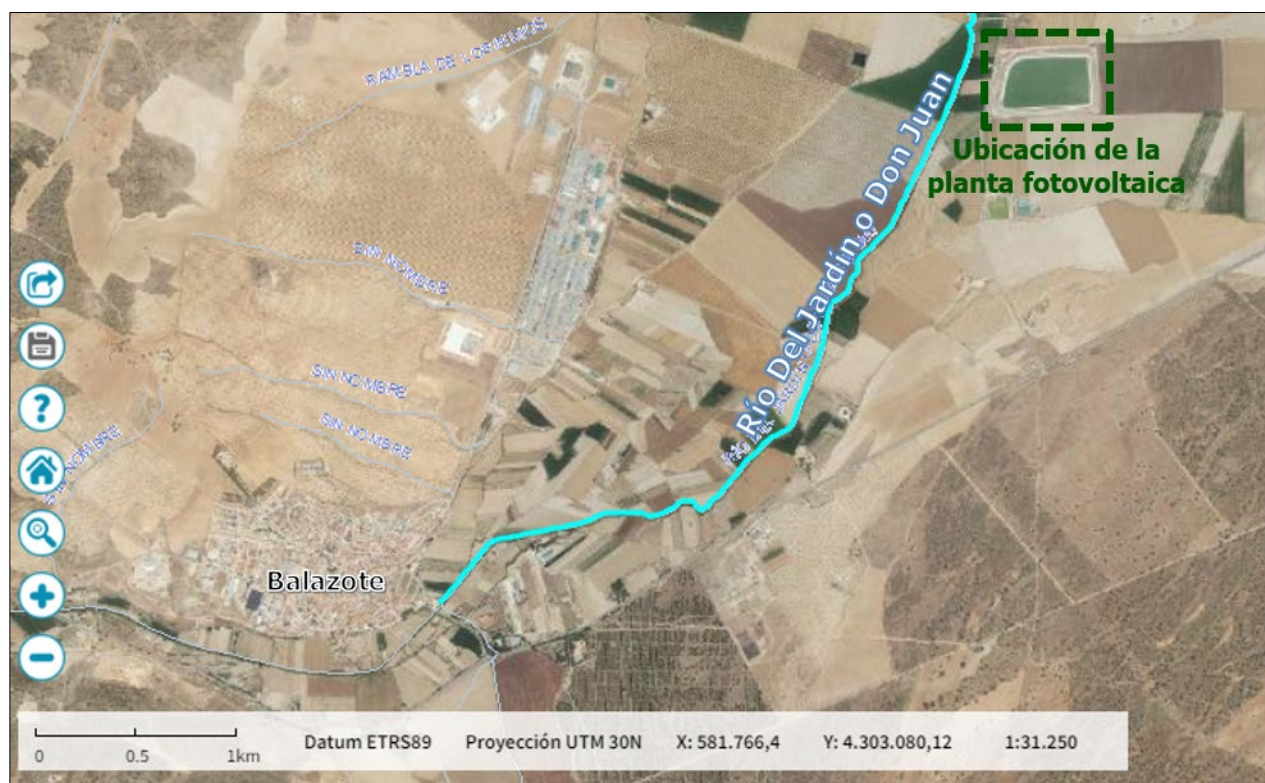 RAMBLA DE LOS
Ubicación de la
planta fotovoltaica
Río Del Jardín o Don Juan
SIN NOMBRE
SIN NOMBRE
SIN NOMBRE
NOMBRE
?
Balazote
0 0.5 1km
Datum ETRS89 Proyección UTM 30N X: 581.766,4 Y: 4.303.080,12 1:31.250